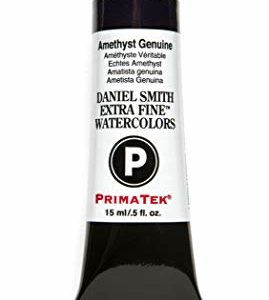 Amethyst Genuine
Améthyste Véritable
Echtes Amethyst
Amatista genuina
Ametista Genuina
DANIEL SMITH
EXTRA FINE™
WATERCOLORS
P
PRIMATEK®
15 ml/.5 fl. oz.